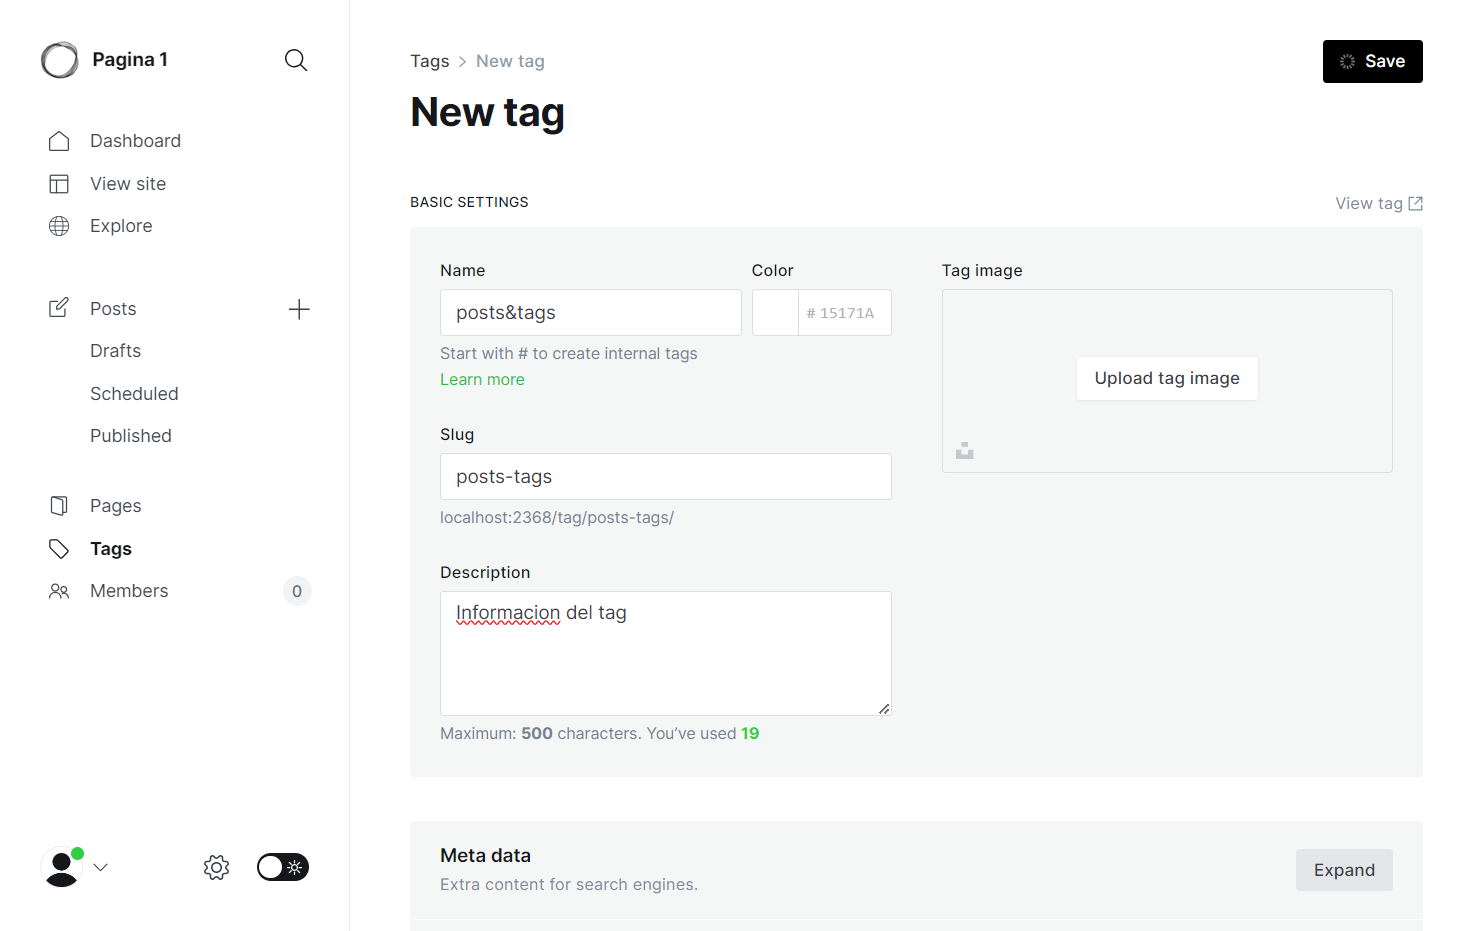 Pagina 1
Dashboard
View site
Explore
Posts
Drafts
Scheduled
Published
Pages
Tags
Members
0
Tags > New tag
Save
New tag
BASIC SETTINGS
View tag
Name
posts&tags
Start with # to create internal tags
Learn more
Color
# 15171A
Slug
posts-tags
localhost:2368/tag/posts-tags/
Description
Informacion del tag
Maximum: 500 characters. You’ve used 19
Tag image
Upload tag image
Meta data
Extra content for search engines.
Expand